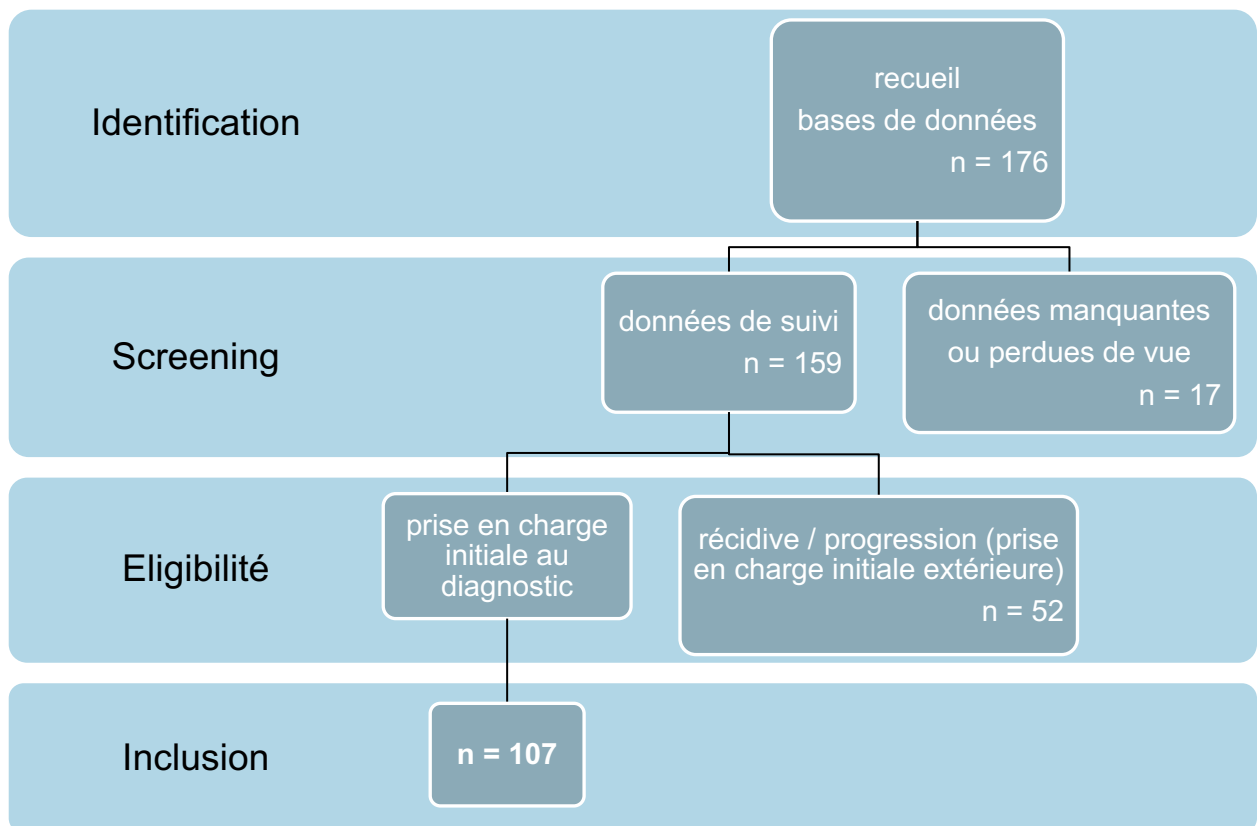 Identification
recueil
bases de données
n = 176
Screening
données de suivi
n = 159
données manquantes
ou perdues de vue
n = 17
Eligibilité
prise en charge
initiale au
diagnostic
récidive / progression (prise
en charge initiale extérieure)
n = 52
Inclusion
n = 107